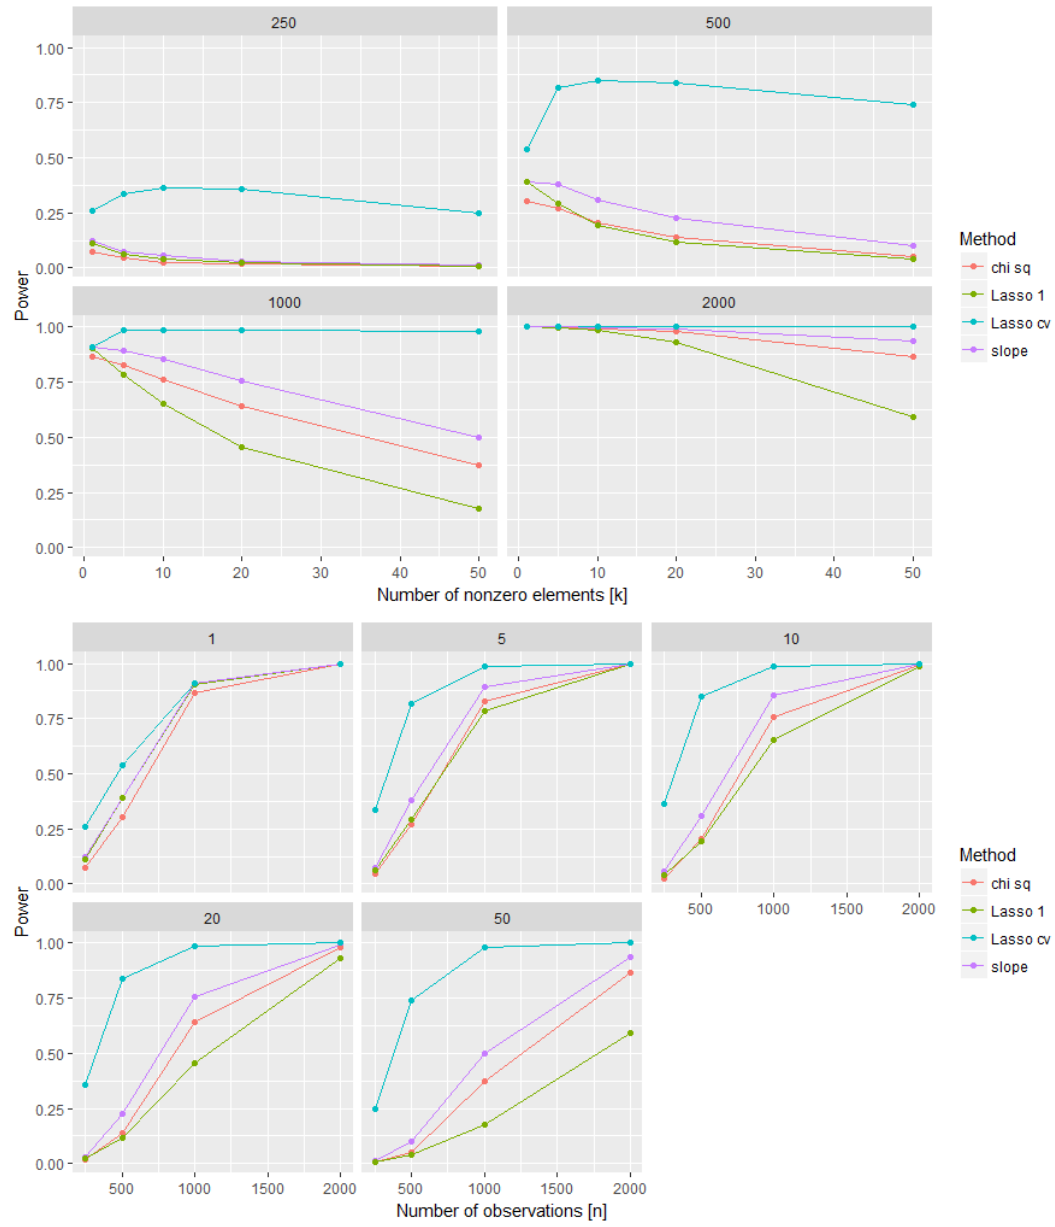 250
500
1.00
0.75
0.50
0.25
0.00
Power
1000
2000
1.00
0.75
0.50
0.25
0.00
0 10 20 30 40 50
0 10 20 30 40 50
Number of nonzero elements [k]
Method
chi sq
Lasso 1
Lasso cv
slope
1
5
10
1.00
0.75
0.50
0.25
0.00
500 1000 1500 2000
Power
20
50
1.00
0.75
0.50
0.25
0.00
500 1000 1500 2000
500 1000 1500 2000
Number of observations [n]
Method
chi sq
Lasso 1
Lasso cv
slope